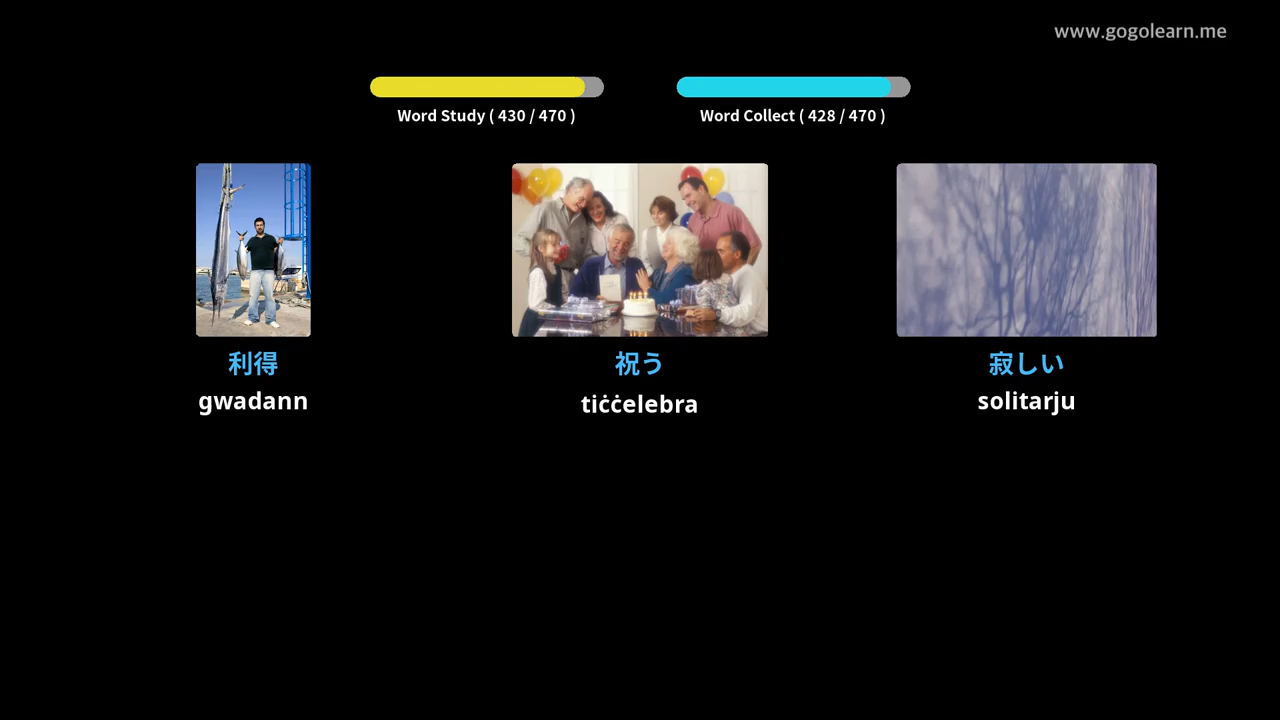 www.gogolearn.me
Word Study ( 430 / 470 )
Word Collect ( 428 / 470 )
利得
祝う
寂しい
gwadann
tiċċelebra
solitarju